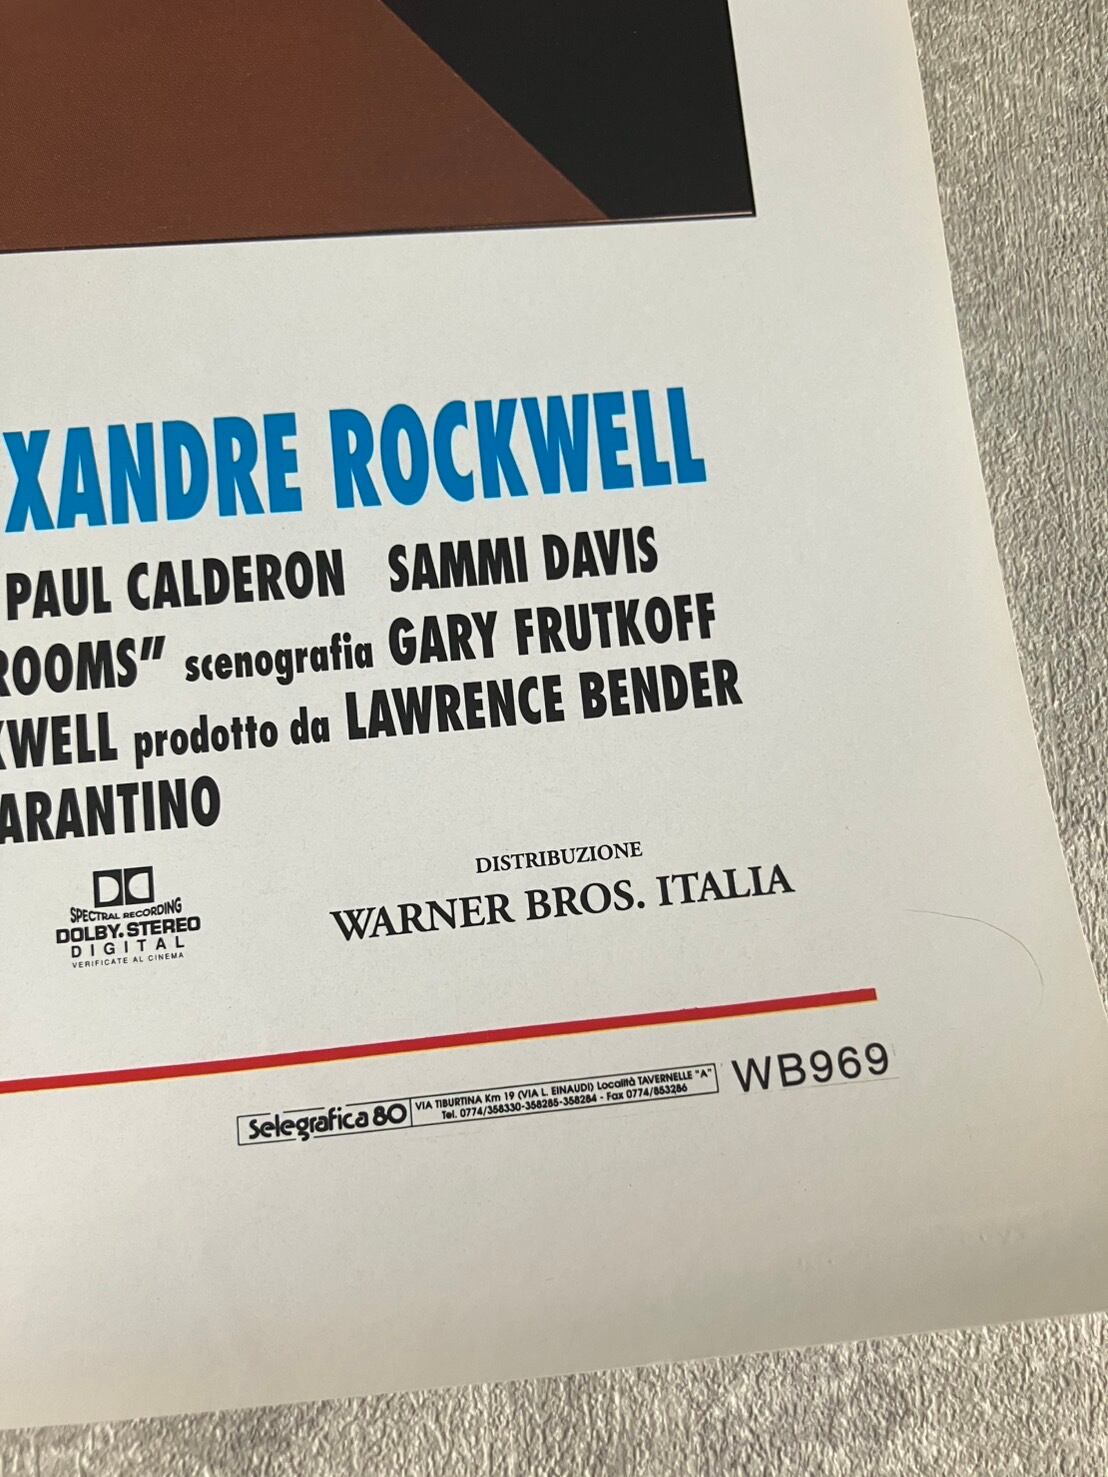 XANDRE ROCKWELL
PAUL CALDERON SAMMI DAVIS
ROOMS" scenografia GARY FRUTKOFF
KWELL prodotto da LAWRENCE BENDER
ARANTINO
DISTRIBUZIONE
WARNER BROS. ITALIA
SPECTRAL RECORDING
DOLBY. STEREO
DIGITAL
VERIFICATE AL CINEMA
WB969
Selegrafica 80 VIA TIBURTINA Km 19 (VIA L. EINAUDI) Località TAVERNELLE "A"
Tel. 0774/358330-358285-358284 - Fax 0774/853286